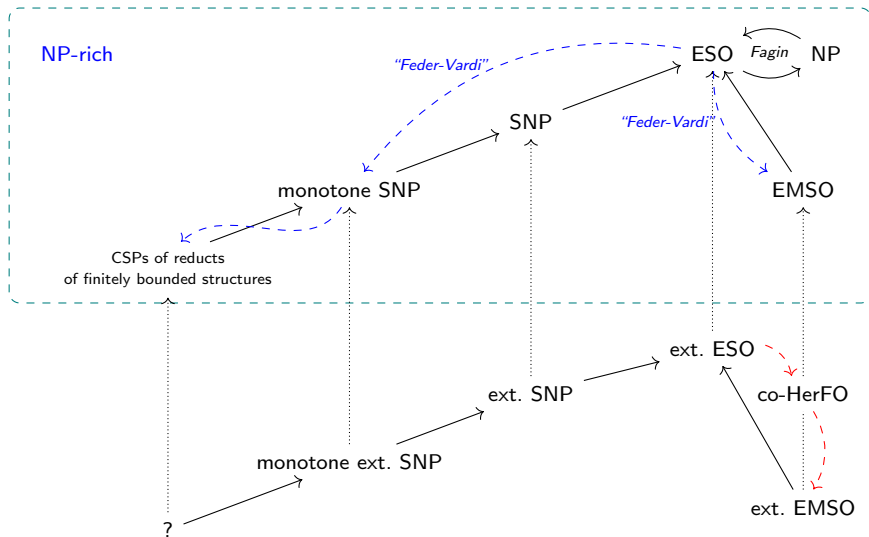 NP-rich
ESO
Fagin
NP
“Feder-Vardi”
SNP
“Feder-Vardi”
monotone SNP
EMSO
CSPs of reducts
of finitely bounded structures
ext. ESO
ext. SNP
co-HerFO
monotone ext. SNP
ext. EMSO
?